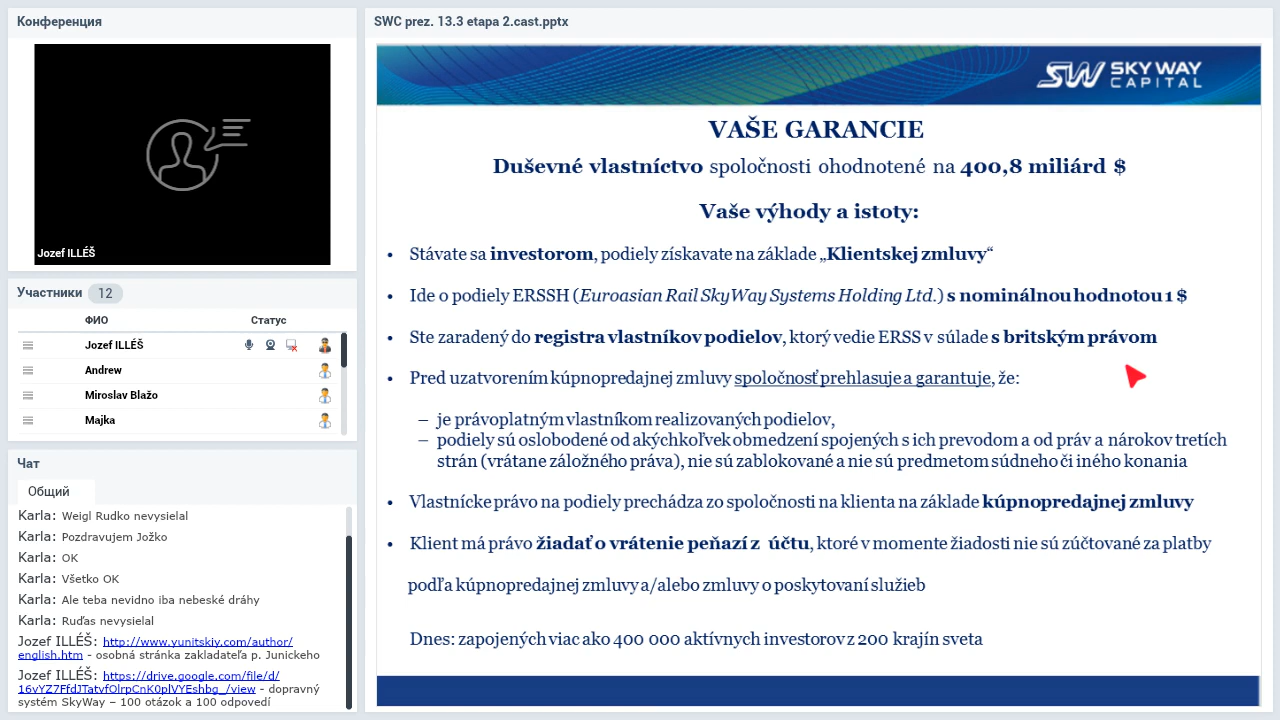 Конференция
Jozef ILLÉŠ
Участники 12
ФИО Статус
Jozef ILLÉŠ
Andrew
Miroslav Blažo
Majka
Чат
Общий
Karla: Weigl Rudko nevysielal
Karla: Pozdravujem Jožko
Karla: OK
Karla: Všetko OK
Karla: Ale teba nevidno iba nebeské dráhy
Karla: Ruďas nevysielal
Jozef ILLÉŠ: http://www.yunitskiy.com/author/
english.htm - osobná stránka zakladateľa p. Junického
Jozef ILLÉŠ: https://drive.google.com/file/d/
16vYZ7FfdJTatvfOlrpCnK0plVYEshbg_/view - dopravný
systém SkyWay – 100 otázok a 100 odpovedí
SWC prez. 13.3 etapa 2.cast.pptx
SW SKY WAY
CAPITAL
VAŠE GARANCIE
Duševné vlastníctvo spoločnosti ohodnotené na 400,8 miliárd $
Vaše výhody a istoty:
• Stávate sa investorom, podiely získavate na základe „Klientskej zmluvy“
• Ide o podiely ERSSH (Euroasian Rail SkyWay Systems Holding Ltd.) s nominálnou hodnotou 1 $
• Ste zaradený do registra vlastníkov podielov, ktorý vedie ERSS v súlade s britským právom
• Pred uzatvorením kúpnopredajnej zmluvy spoločnosť prehlasuje a garantuje, že:
– je právoplatným vlastníkom realizovaných podielov,
– podiely sú oslobodené od akýchkoľvek obmedzení spojených s ich prevodom a od práv a nárokov tretích
strán (vrátane záložného práva), nie sú zablokované a nie sú predmetom súdneho či iného konania
• Vlastnícke právo na podiely prechádza zo spoločnosti na klienta na základe kúpnopredajnej zmluvy
• Klient má právo žiadať o vrátenie peňazí z účtu, ktoré v momente žiadosti nie sú zúčtované za platby
podľa kúpnopredajnej zmluvy a/alebo zmluvy o poskytovaní služieb
Dnes: zapojených viac ako 400 000 aktívnych investorov z 200 krajín sveta